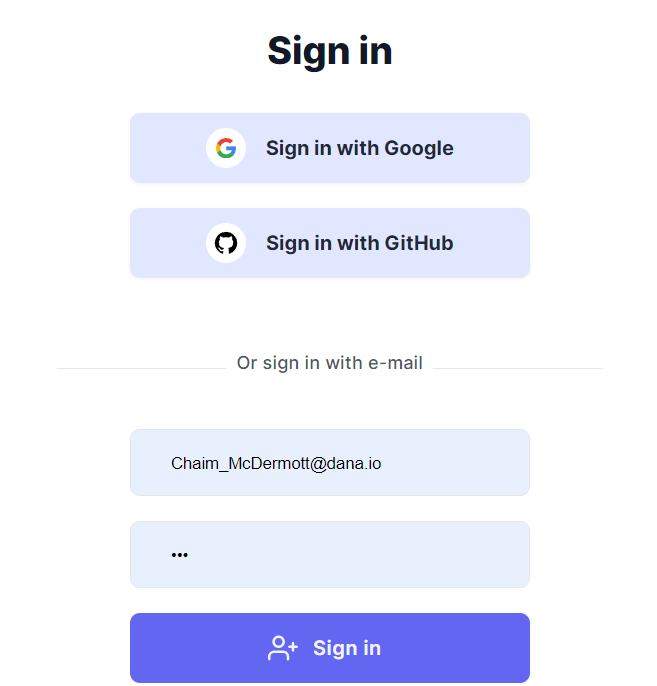 Sign in
Sign in with Google
Sign in with GitHub
Or sign in with e-mail
Chaim_McDermott@dana.io
•••
Sign in